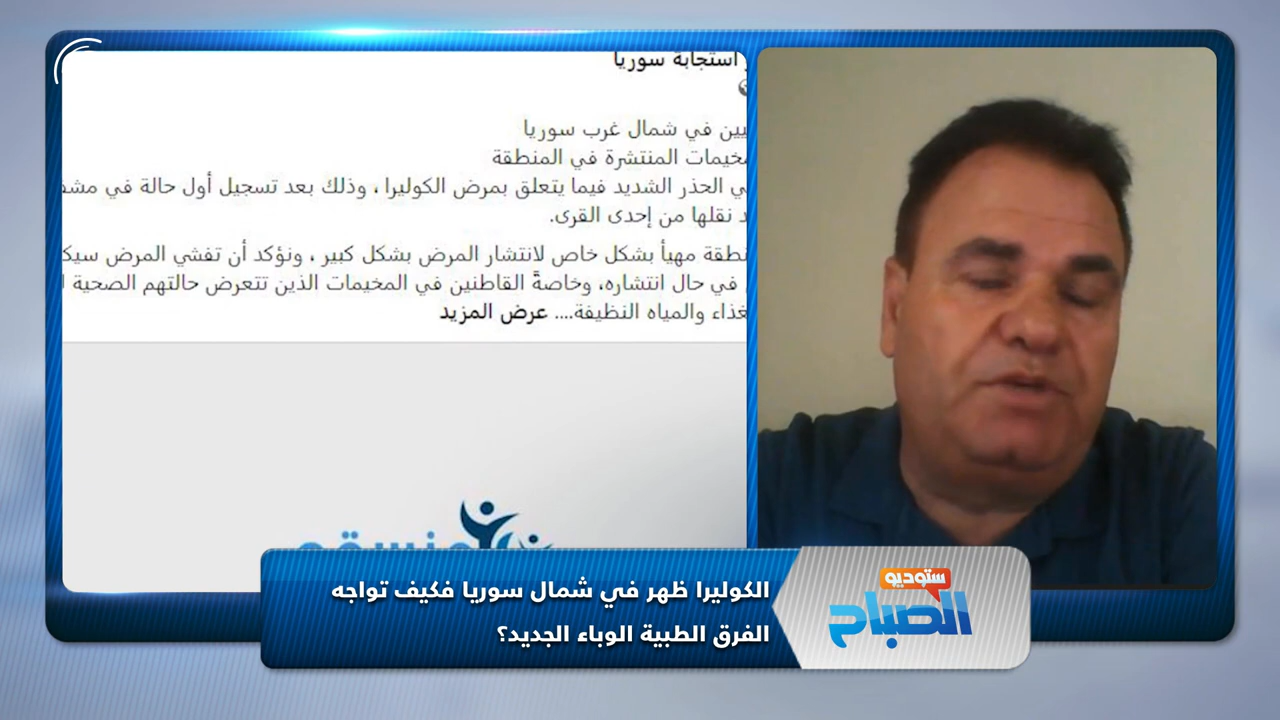 استجابة سوريا
في شمال غرب سوريا
المنتشرة في المنطقة
الحذر الشديد فيما يتعلق بمرض الكوليرا ، وذلك بعد تسجيل أول حالة في
نقلها من إحدى القرى.
مهيأ بشكل خاص لانتشار المرض بشكل كبير ، ونؤكد أن تفشي المرض
في حال انتشاره، وخاصةً القاطنين في المخيمات الذين تتعرض حالتهم الصحية
والمياه النظيفة.... عرض المزيد
ستوديو
الصباح
الكوليرا ظهر في شمال سوريا فكيف تواجه
الفرق الطبية الوباء الجديد؟